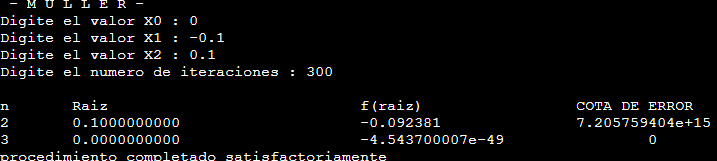 - M U L L E R -
Digite el valor X0 : 0
Digite el valor X1 : -0.1
Digite el valor X2 : 0.1
Digite el numero de iteraciones : 300
n Raiz f(raiz) COTA DE ERROR
2 0.1000000000 -0.092381 7.205759404e+15
3 0.0000000000 -4.543700007e-49 0
procedimiento completado satisfactoriamente